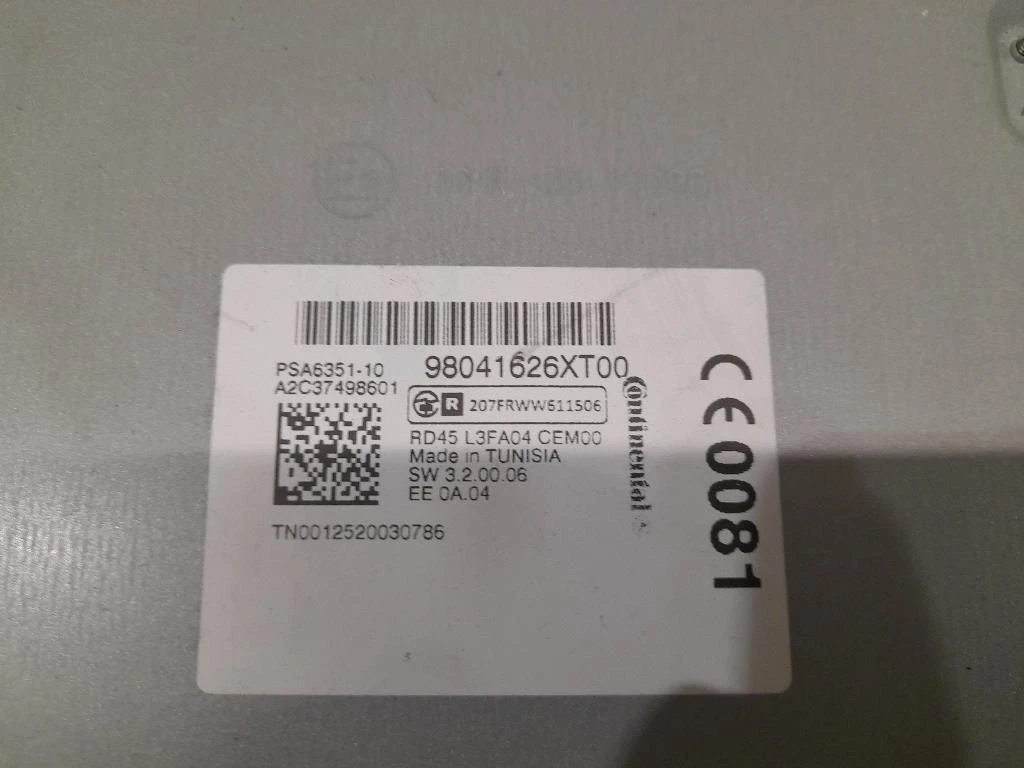 PSA6351-10
98041626XT00
A2C37498601
R 207FRWW611506
RD45 L3FA04 CEM00
Made in TUNISIA
SW 3.2.00.06
EE 0A.04
TN0012520030786
Continental
CE 0081